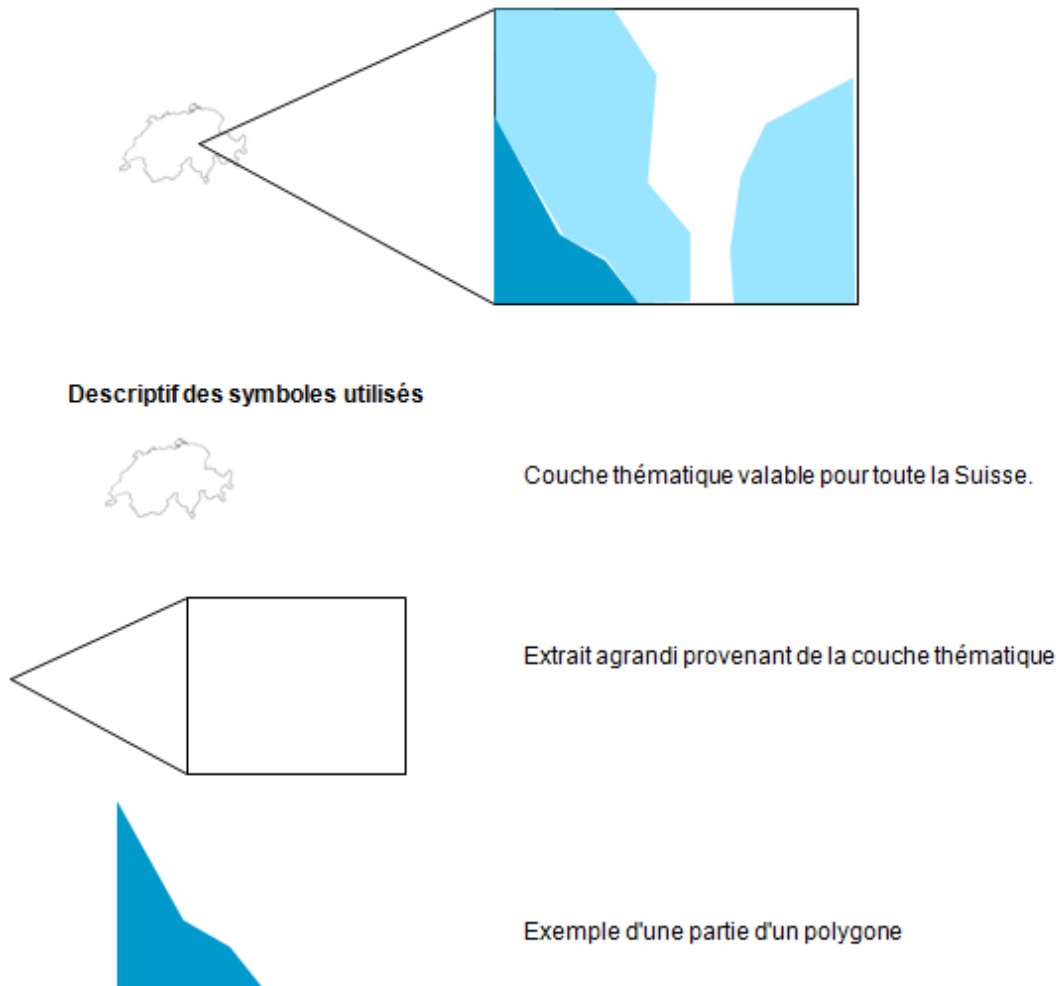 Descriptif des symboles utilisés
Couche thématique valable pour toute la Suisse.
Extrait agrandi provenant de la couche thématique
Exemple d'une partie d'un polygone